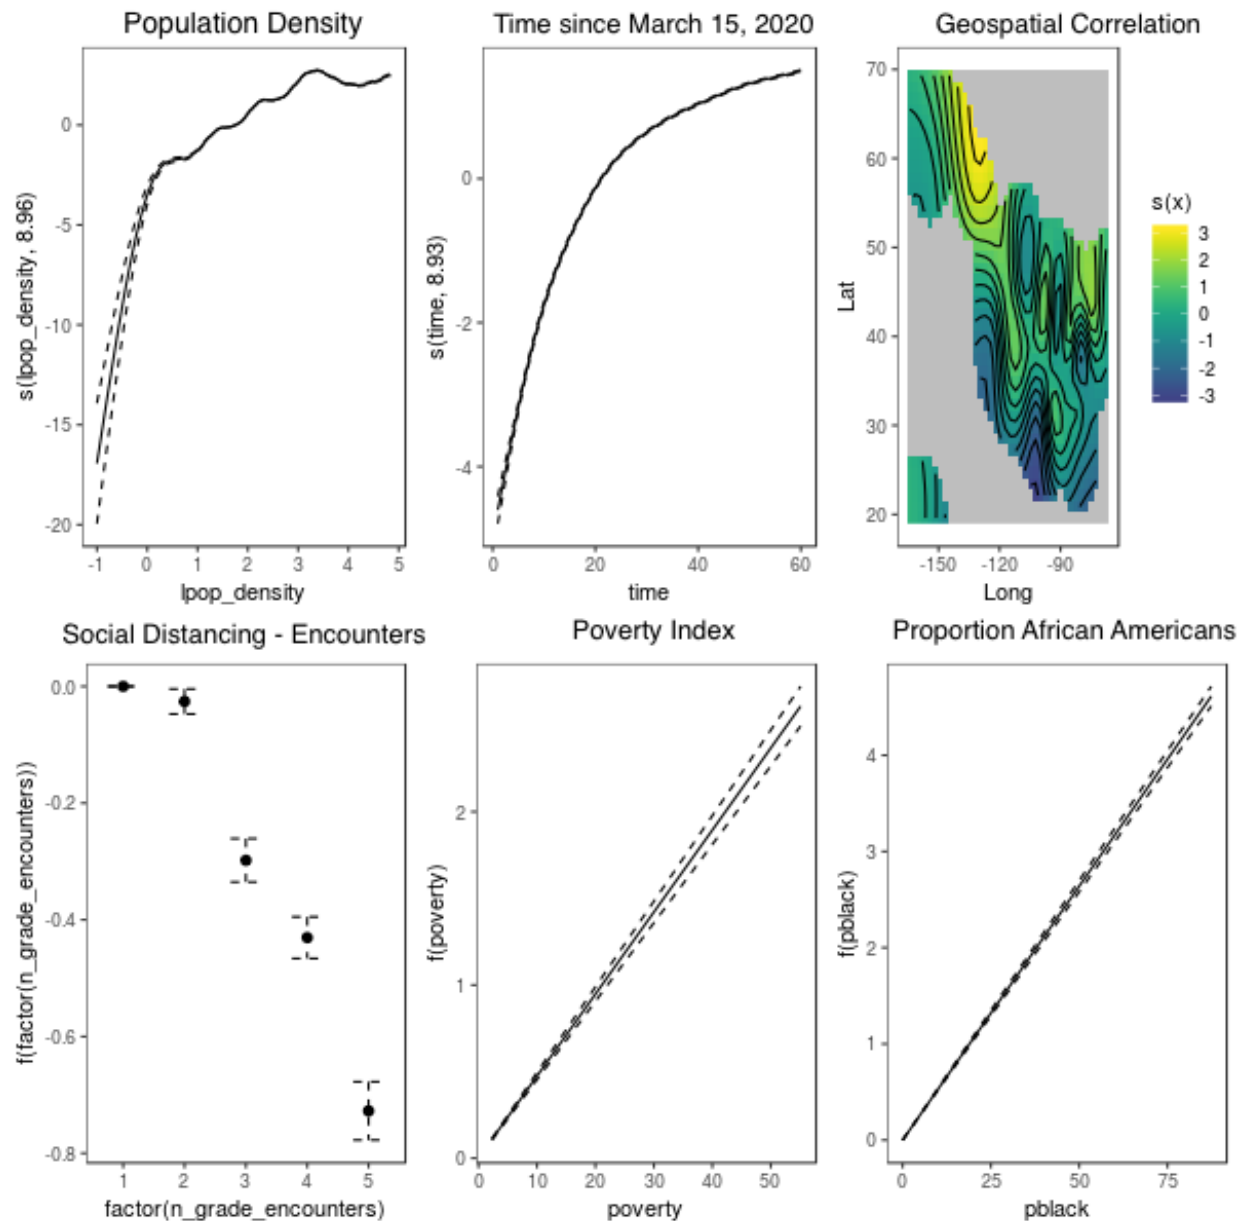 Population Density
s(lpop_density, 8.96)
0
-5
-10
-15
-20
-1 0 1 2 3 4 5
lpop_density
Time since March 15, 2020
s(time, 8.93)
0
-2
-4
0 20 40 60
time
Geospatial Correlation
Lat
70
60
50
40
30
20
-150 -120 -90
Long
s(x)
3
2
1
0
-1
-2
-3
Social Distancing - Encounters
f(factor(n_grade_encounters))
0.0
-0.2
-0.4
-0.6
-0.8
1 2 3 4 5
factor(n_grade_encounters)
Poverty Index
f(poverty)
2
1
0
0 10 20 30 40 50
poverty
Proportion African Americans
f(pblack)
4
3
2
1
0
0 25 50 75
pblack